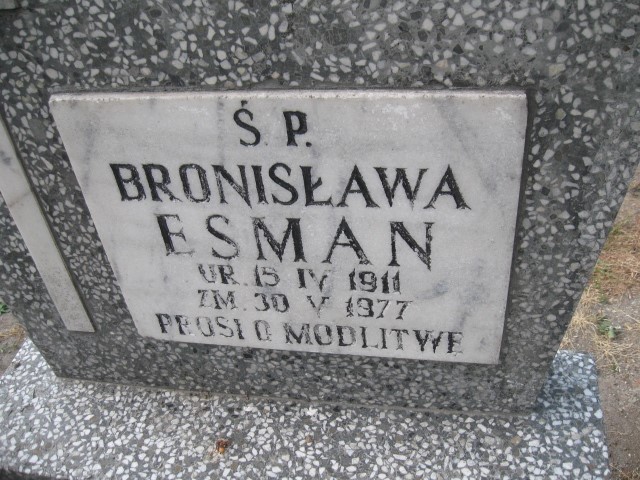 Ś. P.
BRONISŁAWA
ESMAN
UR. 15 IV 1911
ZM. 30 V 1977
PROSI O MODLITWE